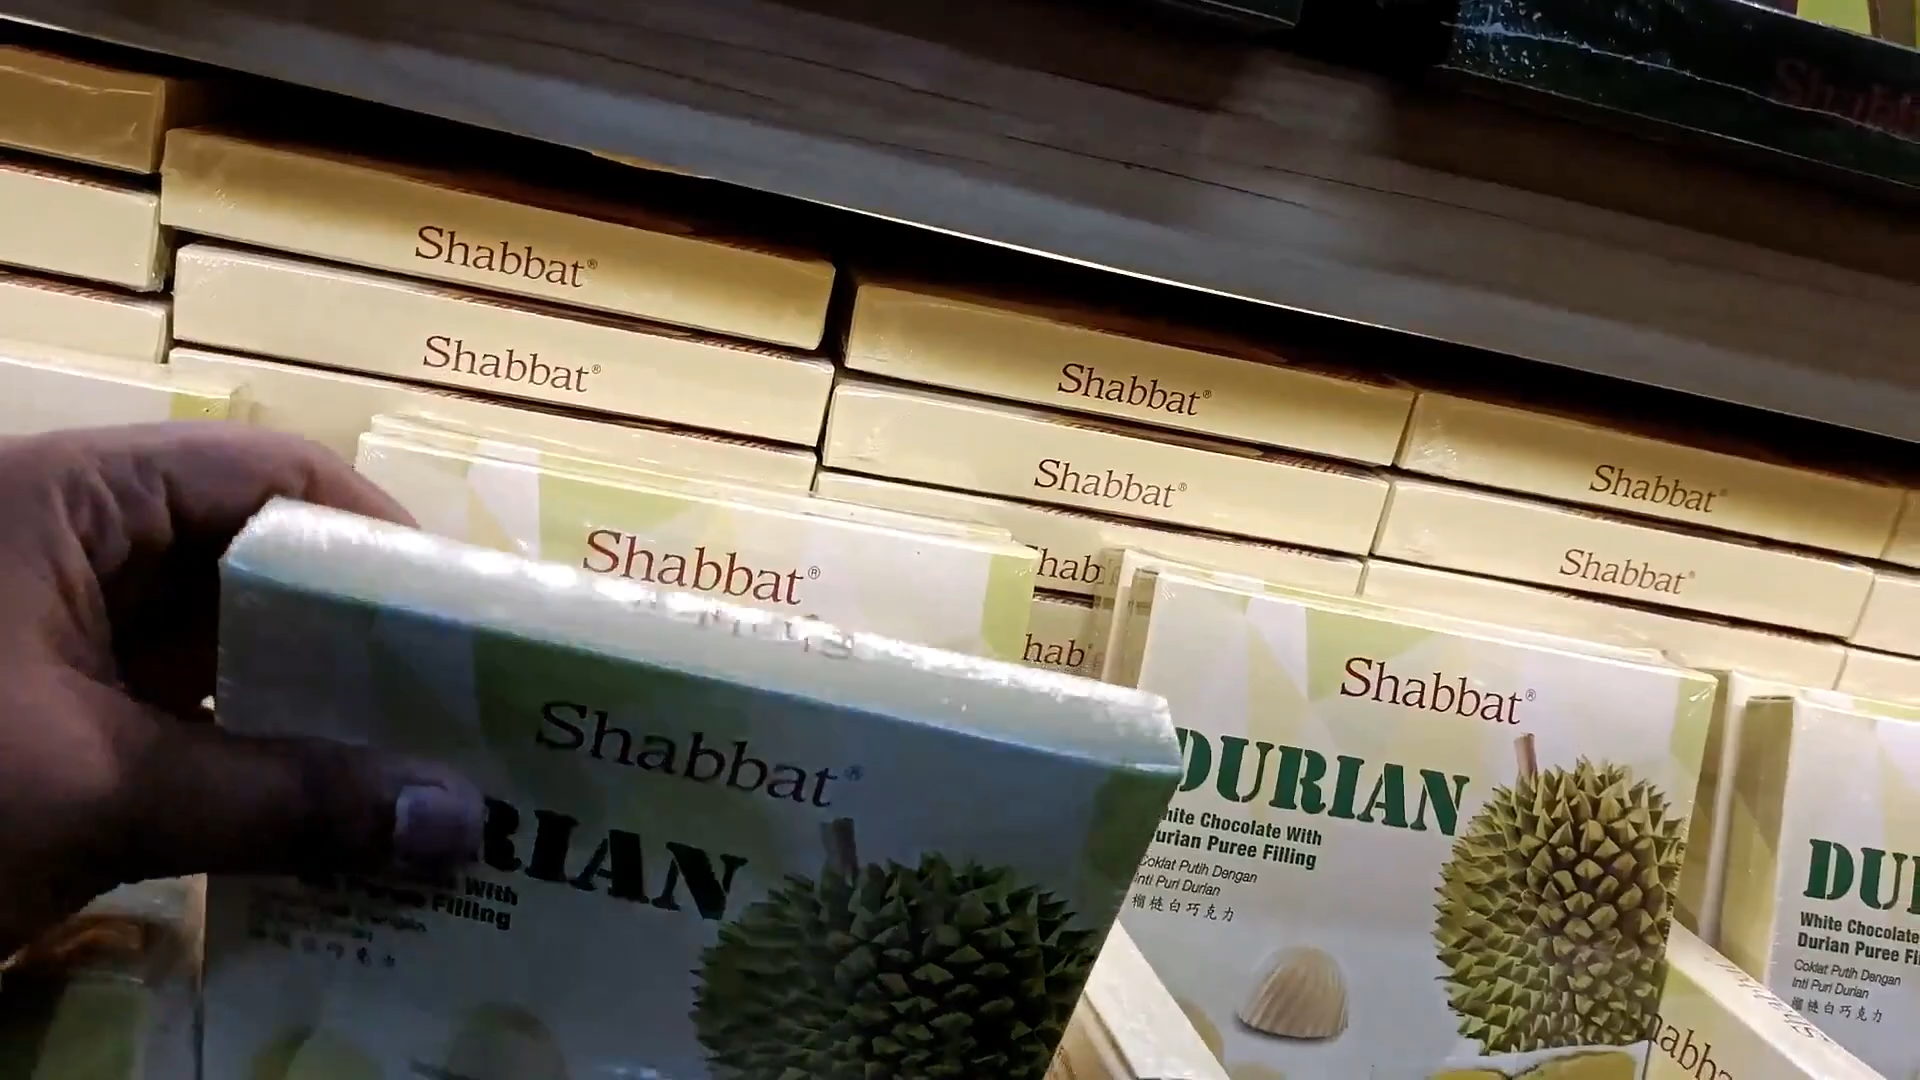 Shabbat®
Shabbat®
Shabbat®
Shabbat®
Shabbat®
Shabbat®
Shabbat®
Shabbat®
DURIAN
White Chocolate With
Durian Puree Filling
Coklat Putih Dengan
Inti Puri Durian
榴梿白巧克力
Shabbat®
RIAN
With
Filling
DU
White Chocolate
Durian Puree
Coklat Putih Dengan
Inti Puri Durian
榴梿白巧克力